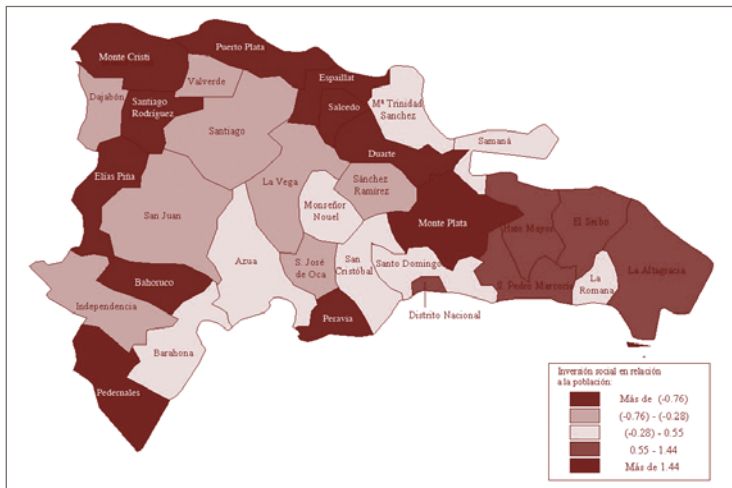 Puerto Plata
Monte Cristi
Espaillat
Valverde
Dajabón
Santiago
Rodríguez
Salcedo
Mª Trinidad
Sanchez
Santiago
Samaná
Duarte
Elías Piña
La Vega
Sánchez
Ramirez
San Juan
Monseñor
Nouel
Monte Plata
El Seibo
Hato Mayor
Azua
S. José
de Oca
San
Cristóbal
Santo Domingo
La Altagracia
Bahoruco
La
Romana
S. Pedro Marcorís
Independencia
Peravia
Distrito Nacional
Barahona
Pedernales
Inversión social en relación
a la población:
Más de (-0.76)
(-0.76) - (-0.28)
(-0.28) - 0.55
0.55 - 1.44
Más de 1.44